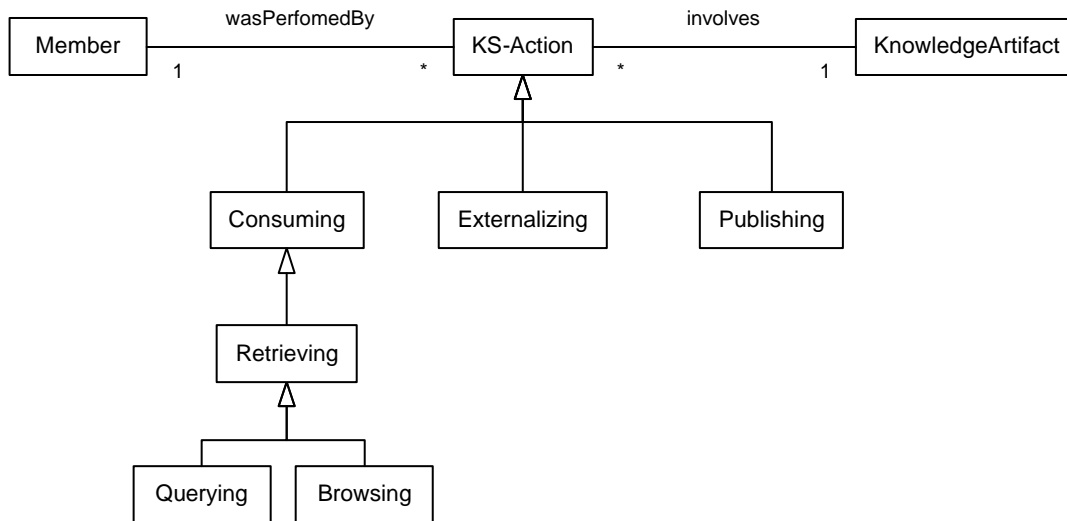 wasPerfomedBy
involves
Member
KS-Action
KnowledgeArtifact
1
*
*
1
Consuming
Externalizing
Publishing
Retrieving
Querying
Browsing